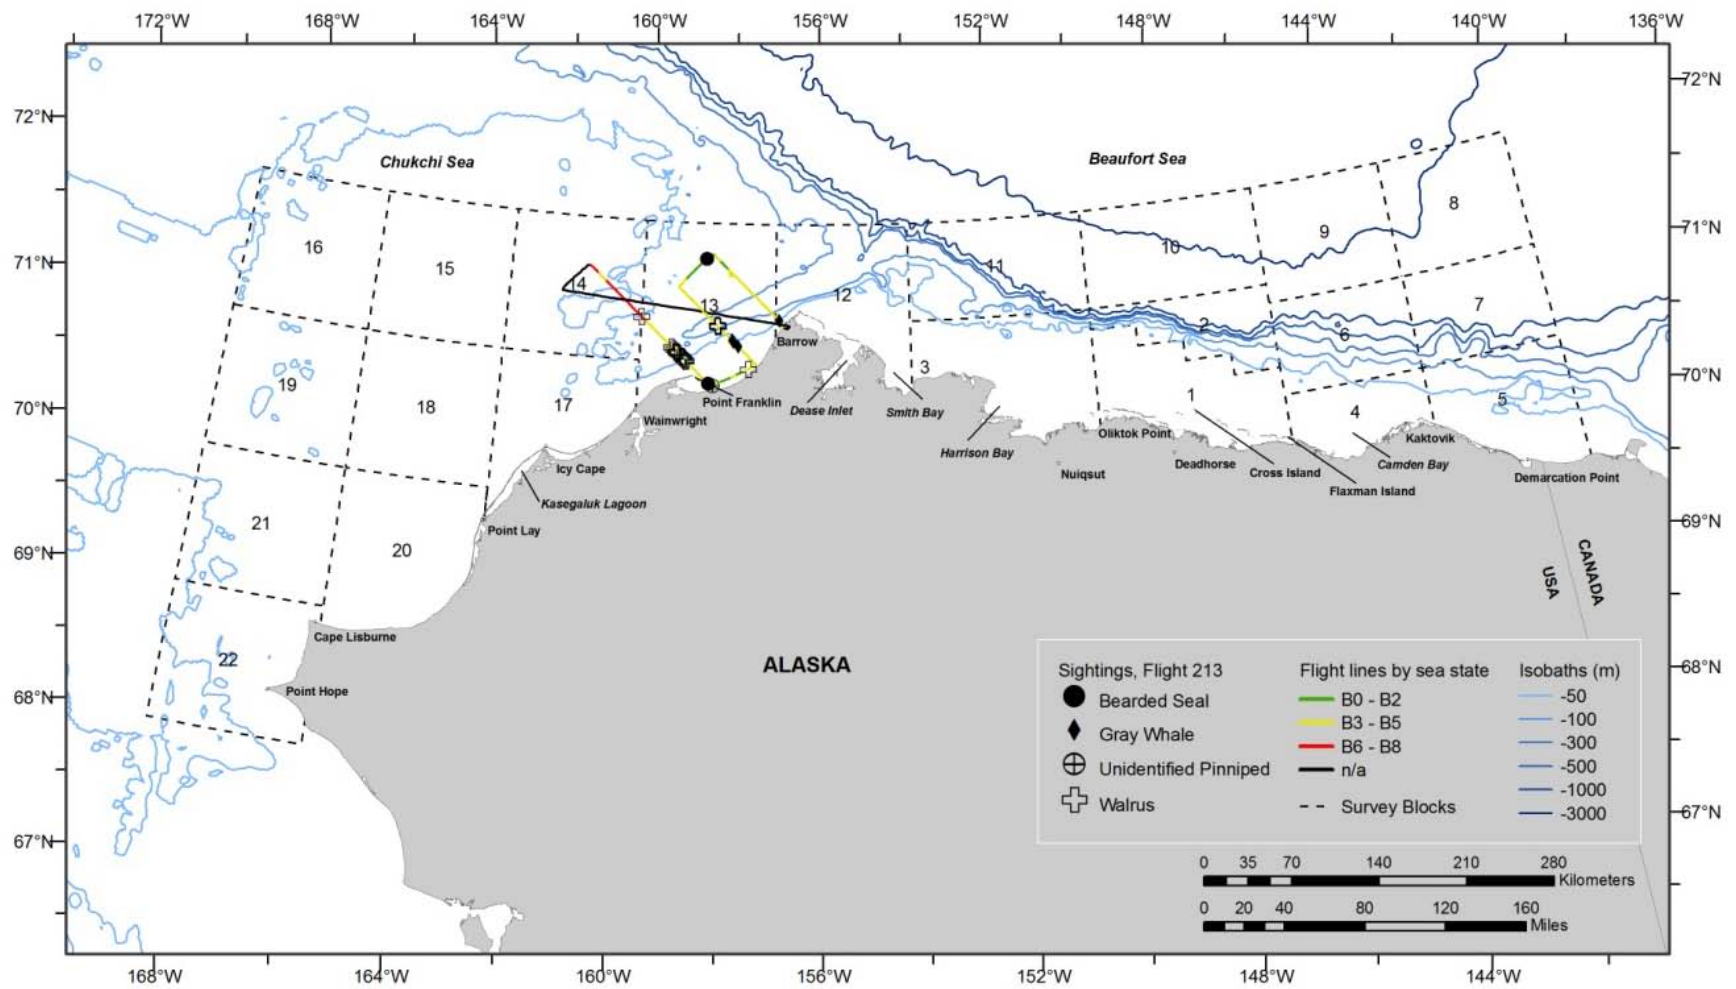 172°W 168°W 164°W 160°W 156°W 152°W 148°W 144°W 140°W 136°W
72°N 72°N
Chukchi Sea Beaufort Sea
8
9
16 10 71°N
15 11
71°N
14 12
13 7
2 6
Barrow
19 3 70°N
18 17 Point Franklin Dease Inlet Smith Bay 1 4 5
70°N
Wainwright Oliktok Point Kaktovik
Harrison Bay
Icy Cape Nuiqsut Deadhorse Cross Island Camden Bay
Demarcation Point
Flaxman Island
Kasegaluk Lagoon
21 Point Lay 69°N
20
69°N
USA CANADA
Cape Lisburne
22 ALASKA 68°N
Point Hope
68°N
Sightings, Flight 213
Bearded Seal
Gray Whale
Unidentified Pinniped
Walrus
Flight lines by sea state
B0 - B2
B3 - B5
B6 - B8
n/a
Survey Blocks
Isobaths (m)
-50
-100
-300
-500
-1000
-3000
67°N
67°N
0 35 70 140 210 280
Kilometers
0 20 40 80 120 160
Miles
168°W 164°W 160°W 156°W 152°W 148°W 144°W